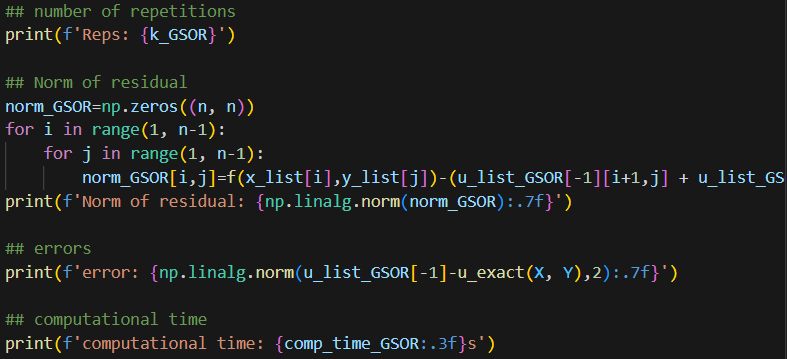 ## number of repetitions
print(f'Reps: {k_GSOR}')
## Norm of residual
norm_GSOR=np.zeros((n, n))
for i in range(1, n-1):
for j in range(1, n-1):
norm_GSOR[i,j]=f(x_list[i],y_list[j])-(u_list_GSOR[-1][i+1,j] + u_list_GS
print(f'Norm of residual: {np.linalg.norm(norm_GSOR):.7f}')
## errors
print(f'error: {np.linalg.norm(u_list_GSOR[-1]-u_exact(X, Y),2):.7f}')
## computational time
print(f'computational time: {comp_time_GSOR:.3f}s')